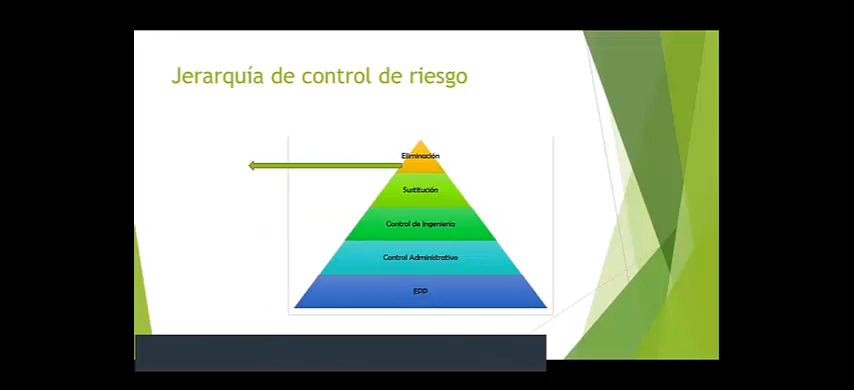 Jerarquía de control de riesgo
Eliminación
Sustitución
Control de Ingeniería
Control Administrativo
EPP